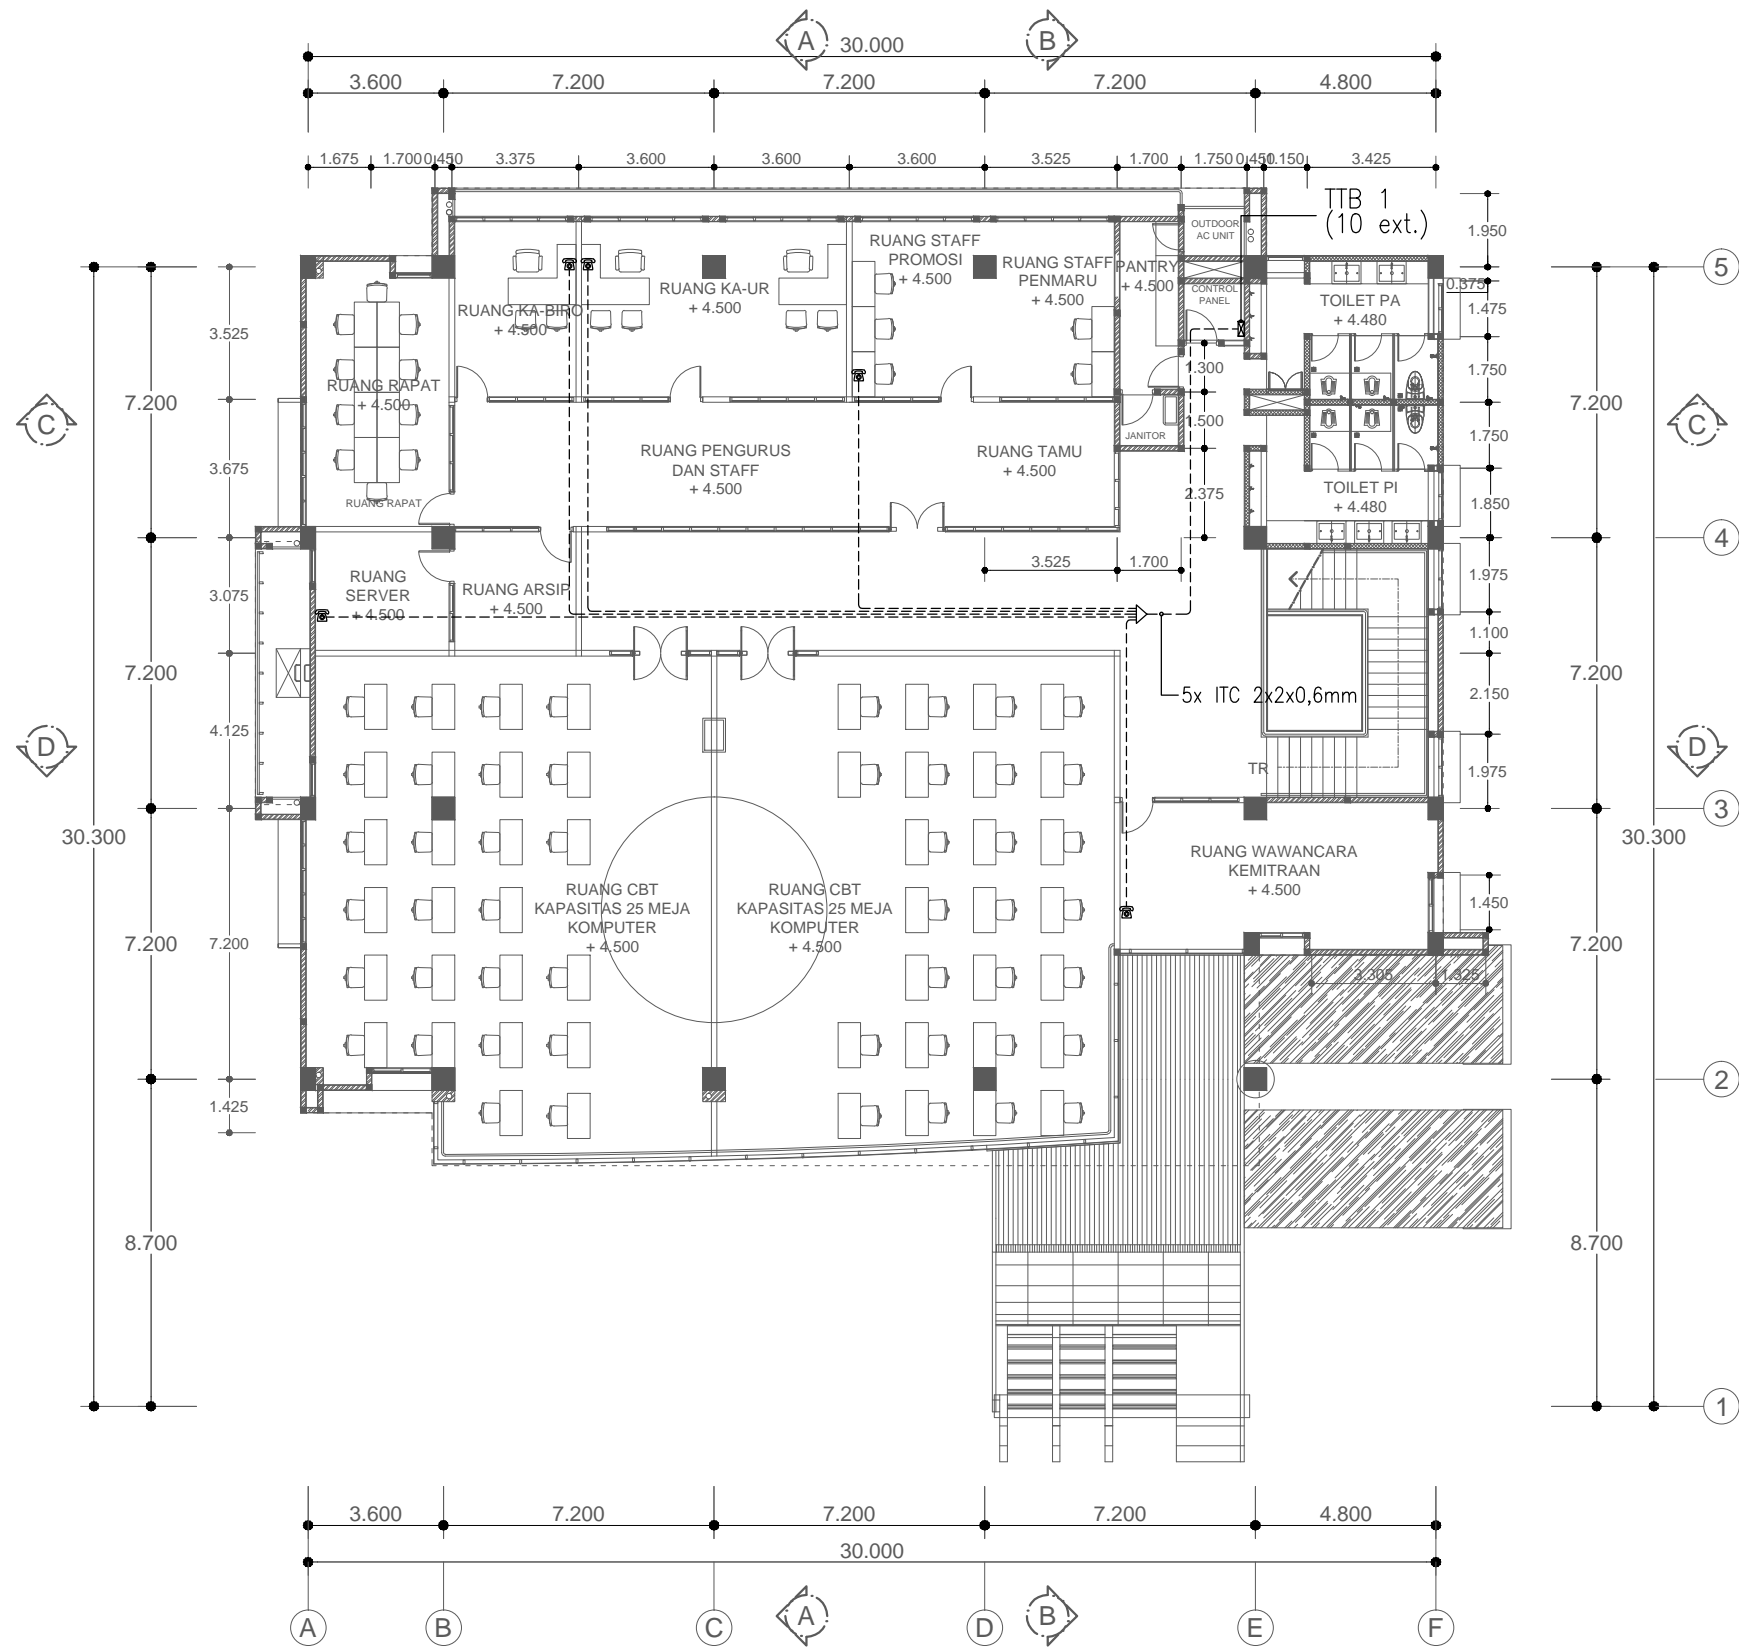 A
30.000
B
3.600
7.200
7.200
7.200
4.800
1.675
1.700
0.450
3.375
3.600
3.600
3.600
3.525
1.700
1.750
0.450
1.150
3.425
TTB 1
(10 ext.)
OUTDOOR
AC UNIT
1.950
RUANG STAFF
PROMOSI
+ 4.500
RUANG STAFF
PENMARU
+ 4.500
PANTRY
+ 4.500
CONTROL
PANEL
5
0.375
TOILET PA
+ 4.480
1.475
RUANG KA-BIRO
+ 4.500
RUANG KA-UR
+ 4.500
3.525
1.300
1.750
RUANG RAPAT
+ 4.500
C
7.200
7.200
C
1.500
1.750
JANITOR
3.675
RUANG PENGURUS
DAN STAFF
+ 4.500
RUANG TAMU
+ 4.500
RUANG RAPAT
2.375
TOILET PI
+ 4.480
1.850
4
3.525
1.700
1.975
RUANG
SERVER
+ 4.500
RUANG ARSIP
+ 4.500
3.075
1.100
7.200
7.200
5x ITC 2x2x0,6mm
2.150
4.125
D
D
TR
1.975
3
30.300
30.300
RUANG WAWANCARA
KEMITRAAN
+ 4.500
RUANG CBT
KAPASITAS 25 MEJA
KOMPUTER
+ 4.500
RUANG CBT
KAPASITAS 25 MEJA
KOMPUTER
+ 4.500
1.450
7.200
7.200
7.200
3.305
1.325
2
1.425
8.700
8.700
1
3.600
7.200
7.200
7.200
4.800
30.000
A
B
C
A
D
B
E
F